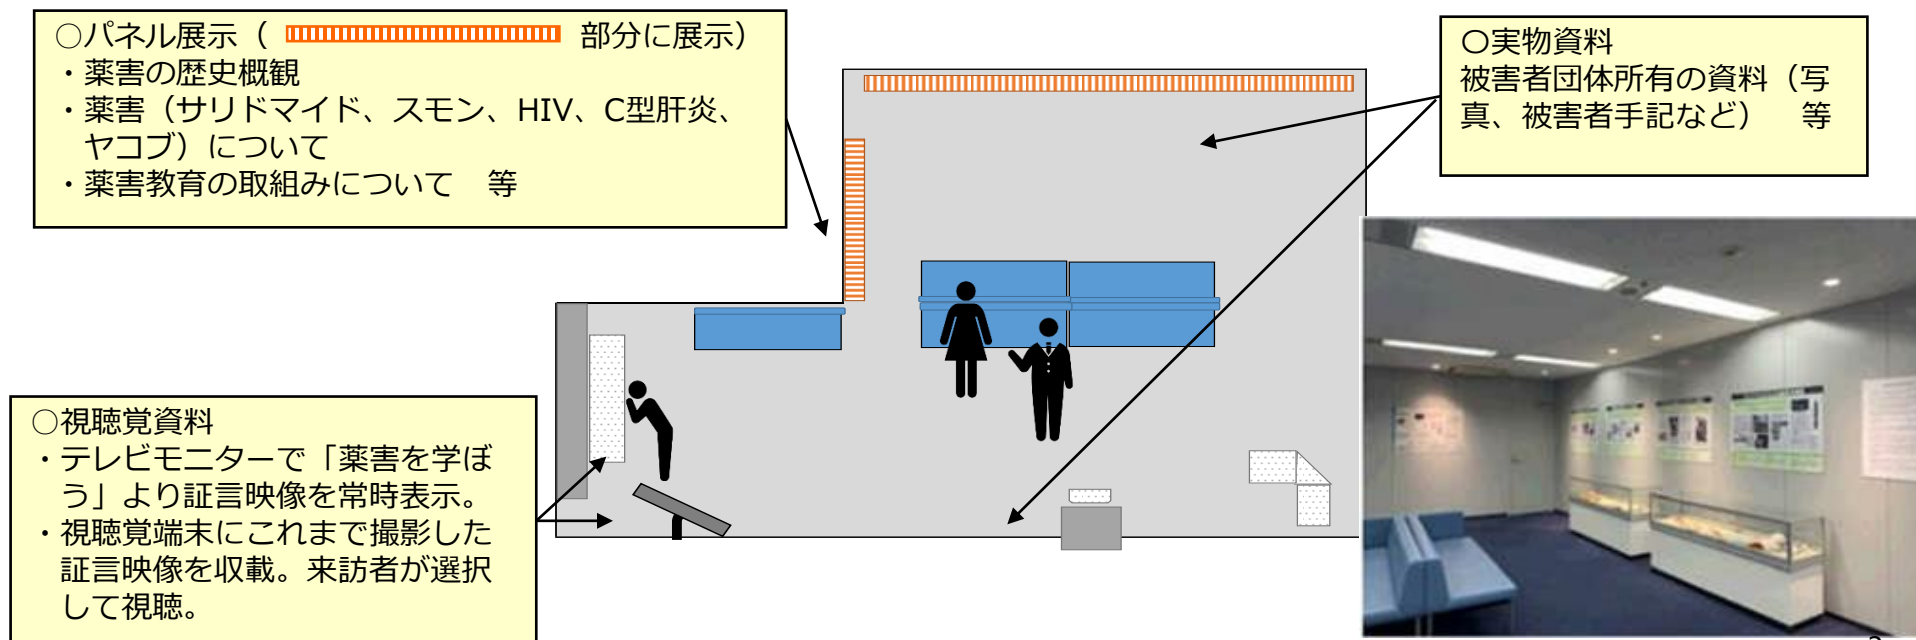 ○パネル展示（ 部分に展示）
・薬害の歴史概観
・薬害（サリドマイド、スモン、HIV、C型肝炎、
ヤコブ）について
・薬害教育の取組みについて　等
〇実物資料
被害者団体所有の資料（写
真、被害者手記など）　等
○視聴覚資料
・テレビモニターで「薬害を学ぼ
う」より証言映像を常時表示。
・視聴覚端末にこれまで撮影した
証言映像を収載。来訪者が選択
して視聴。